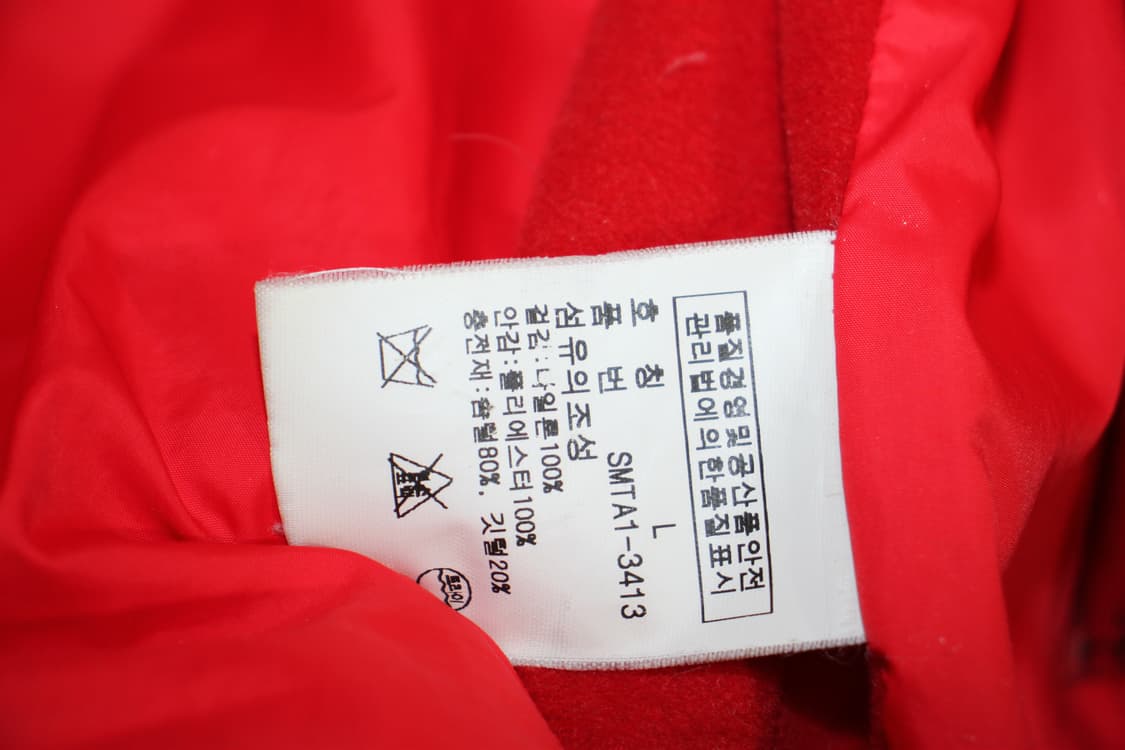 품질경영및공산품안전
관리법에의한품질표시
호 칭 L
품 번 SMTA1-3413
섬유의조성
겉감:나일론100%
안감:폴리에스터100%
충전재:솜털80%. 깃털20%
드라이